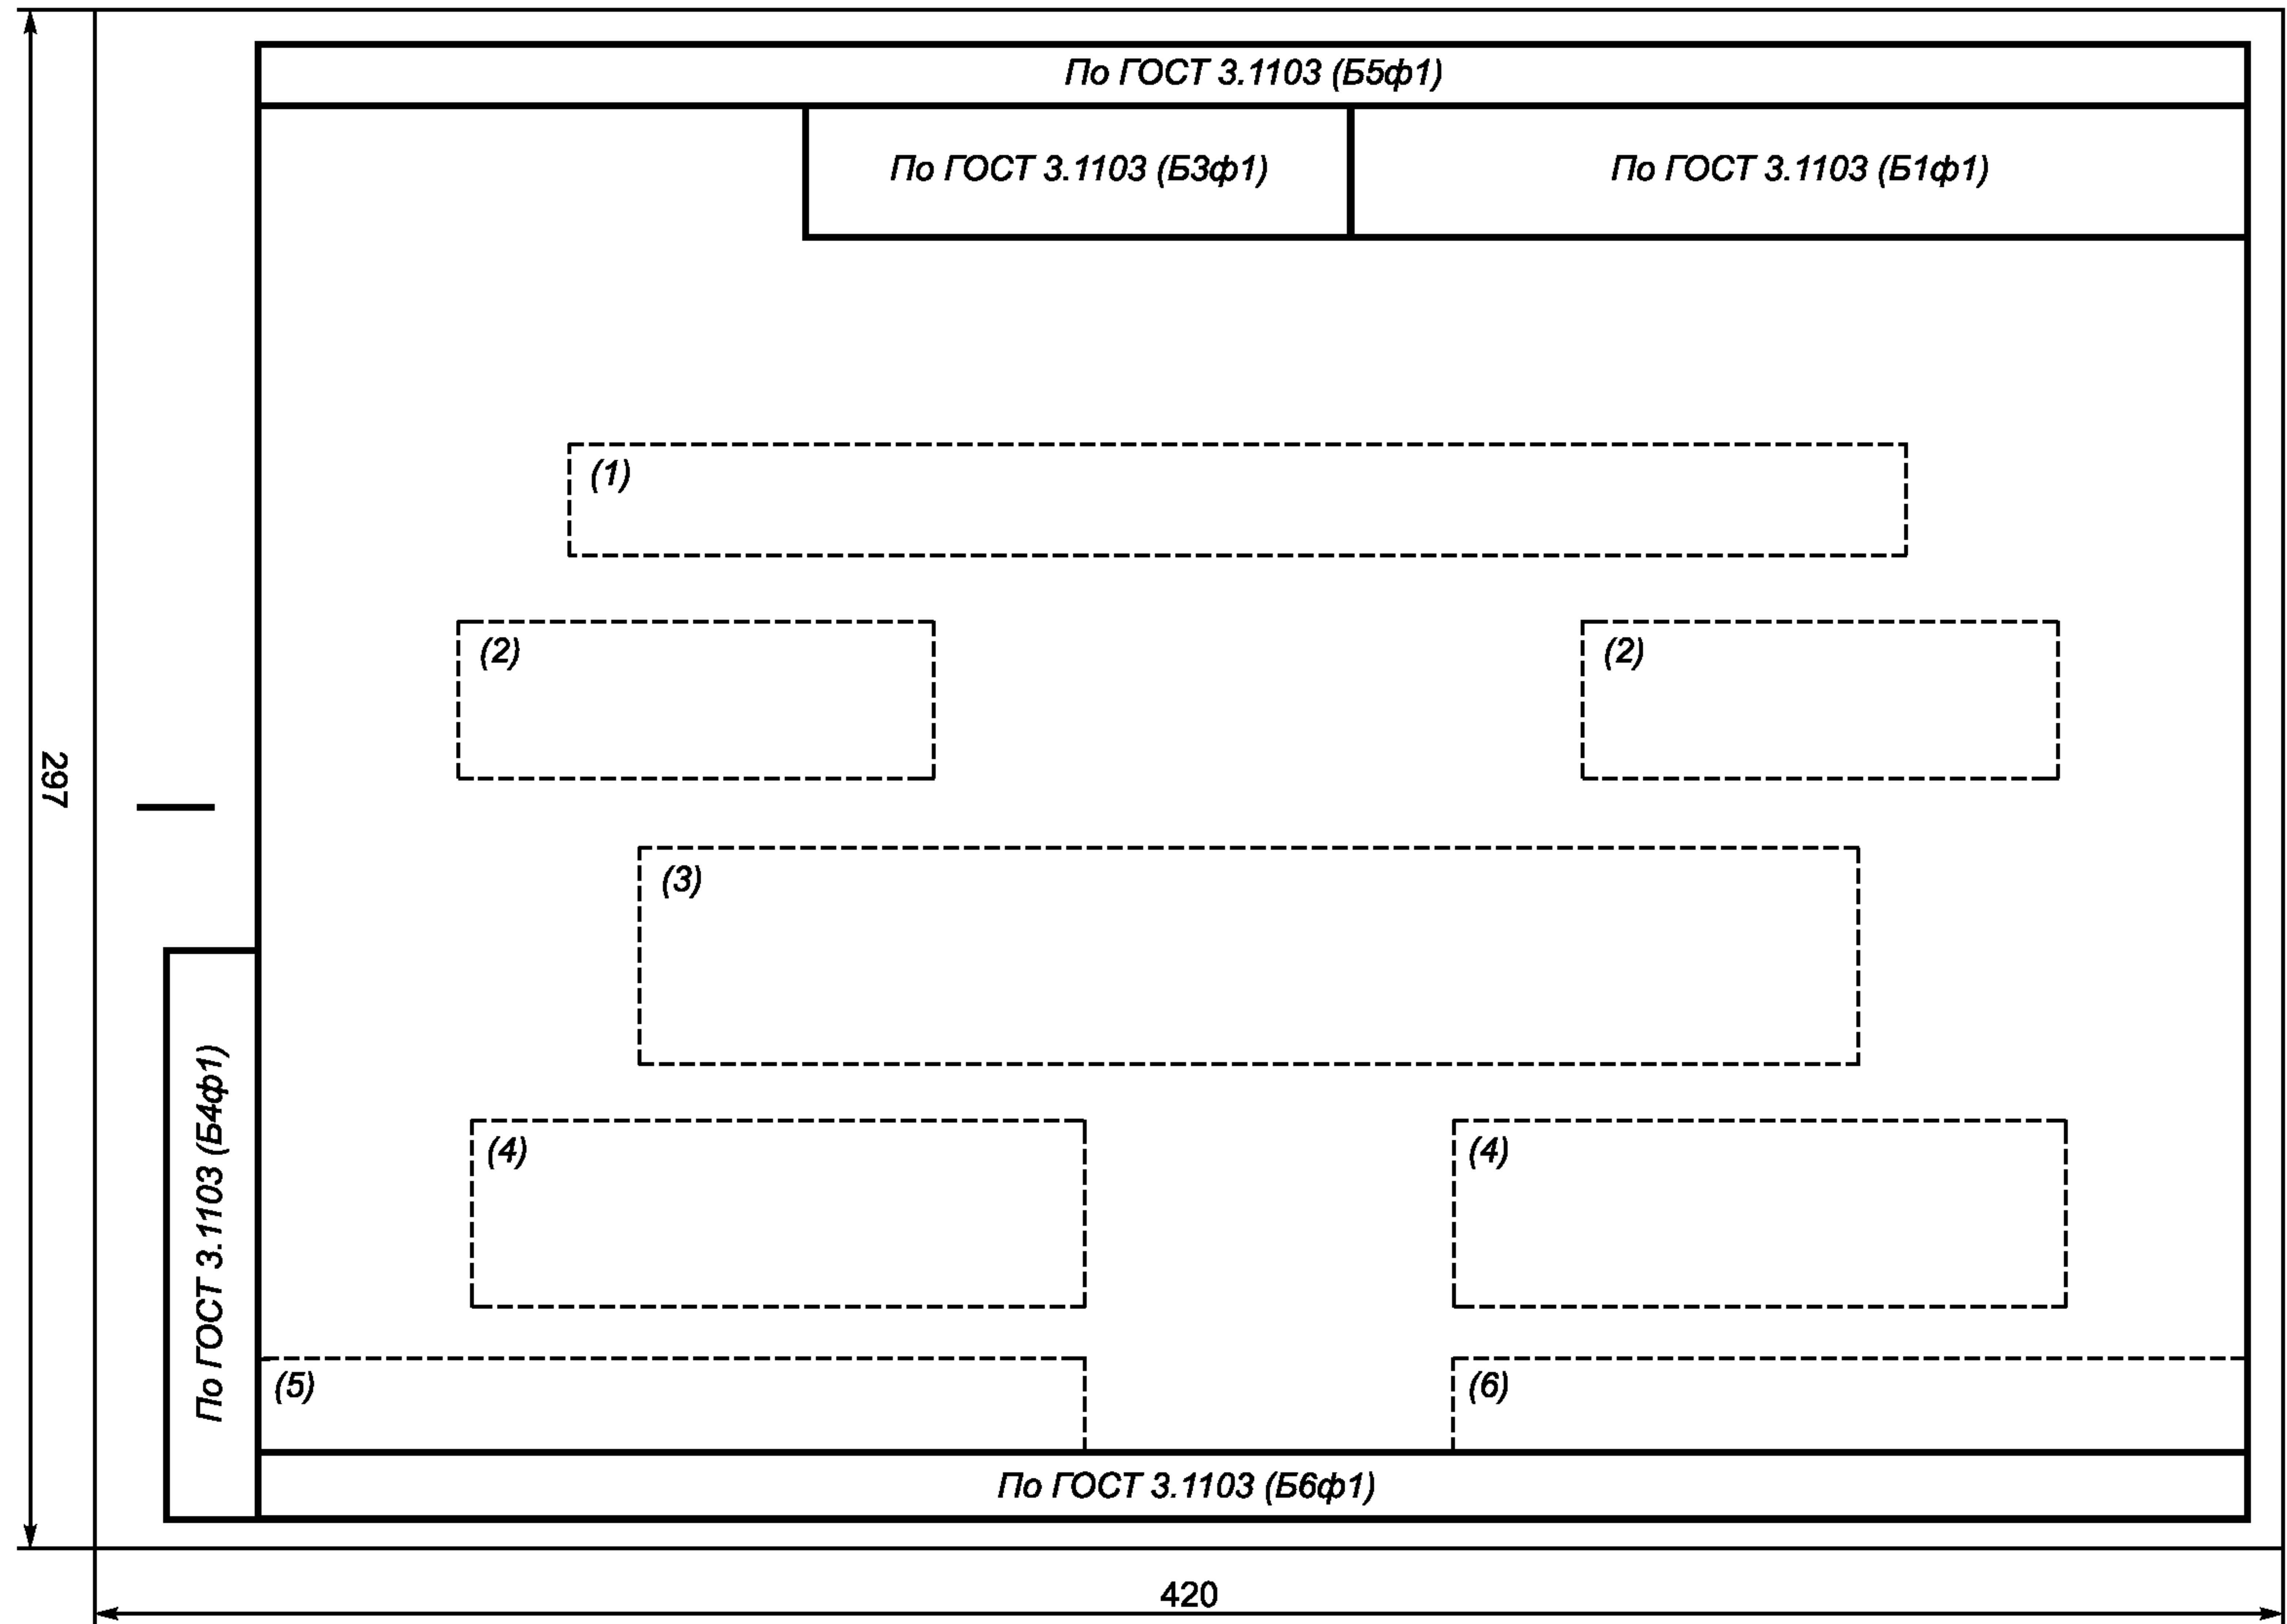 По ГОСТ 3.1103 (Б5ф1)
По ГОСТ 3.1103 (Б3ф1)
По ГОСТ 3.1103 (Б1ф1)
(1)
(2)
(2)
297
(3)
(4)
(4)
По ГОСТ 3.1103 (Б4ф1)
(5)
(6)
По ГОСТ 3.1103 (Б6ф1)
420